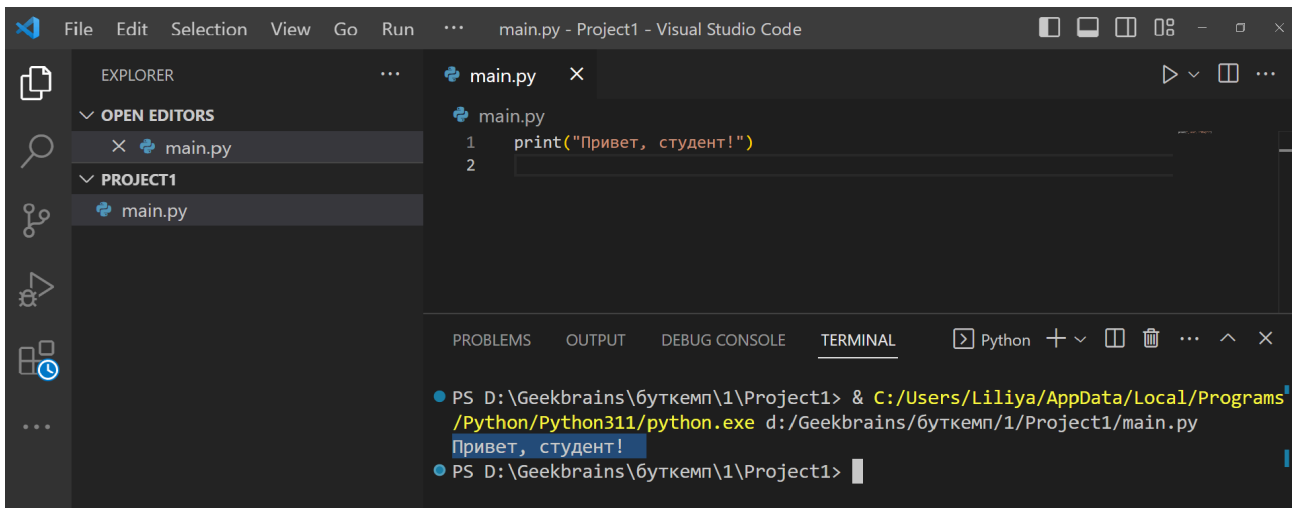 File Edit Selection View Go Run ··· main.py - Project1 - Visual Studio Code
EXPLORER ···
OPEN EDITORS
main.py
PROJECT1
main.py
main.py
main.py
1 print("Привет, студент!")
2
PROBLEMS OUTPUT DEBUG CONSOLE TERMINAL Python
PS D:\Geekbrains\буткемп\1\Project1> & C:/Users/Liliya/AppData/Local/Programs
/Python/Python311/python.exe d:/Geekbrains/буткемп/1/Project1/main.py
Привет, студент!
PS D:\Geekbrains\буткемп\1\Project1>